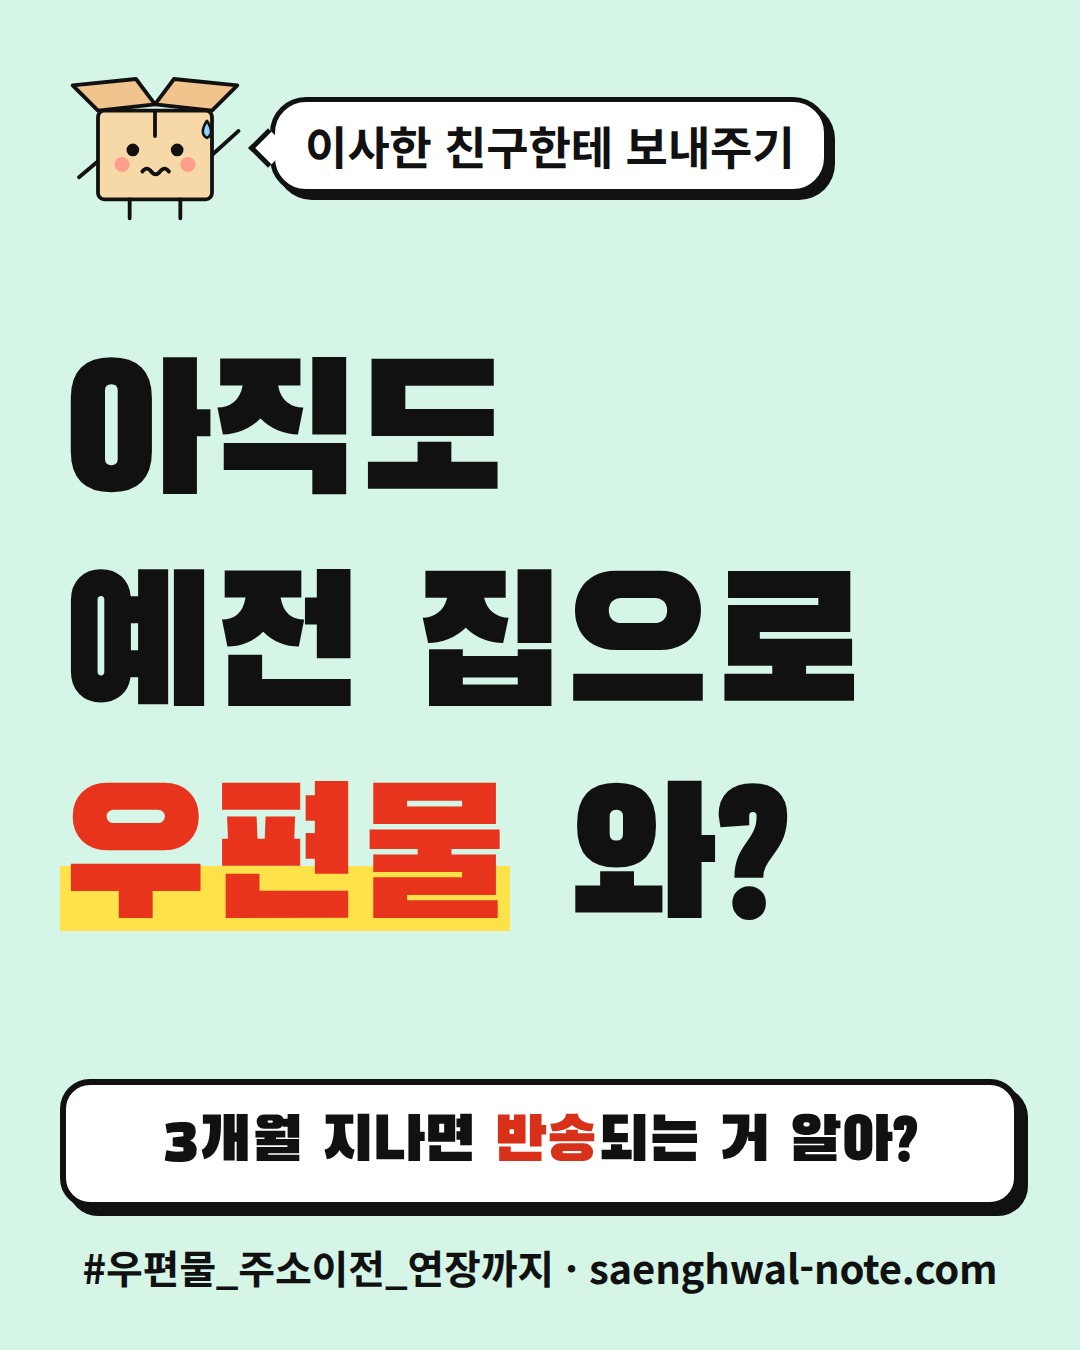 이사한 친구한테 보내주기
아직도
예전 집으로
우편물 와?
3개월 지나면 반송되는 거 알아?
#우편물_주소이전_연장까지 · saenghwal-note.com